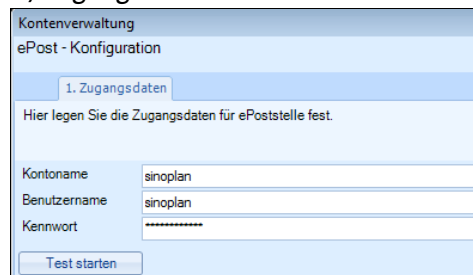 Kontenverwaltung
ePost - Konfiguration
1. Zugangsdaten
Hier legen Sie die Zugangsdaten für ePoststelle fest.
Kontoname sinoplan
Benutzername sinoplan
Kennwort ************
Test starten